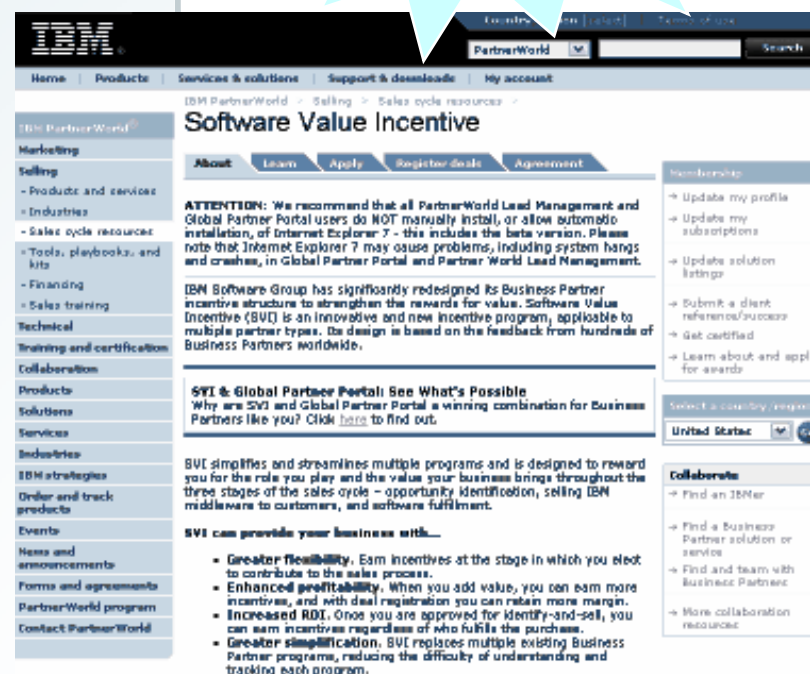 IBM
Country [select] Terms of use
PartnerWorld Search
Home | Products | Services & solutions | Support & downloads | My account
IBM PartnerWorld > Selling > Sales cycle resources >
Software Value Incentive
About Learn Apply Register deals Agreement
IBM PartnerWorld
Marketing
Selling
- Products and services
- Industries
- Sales cycle resources
- Tools, playbooks, and
kits
- Financing
- Sales training
Technical
Training and certification
Collaboration
Products
Solutions
Services
Industries
IBM strategies
Order and track
products
Events
News and
announcements
Forms and agreements
PartnerWorld program
Contact PartnerWorld
ATTENTION: We recommend that all PartnerWorld Lead Management and
Global Partner Portal users do NOT manually install, or allow automatic
installation, of Internet Explorer 7 - this includes the beta version. Please
note that Internet Explorer 7 may cause problems, including system hangs
and crashes, in Global Partner Portal and Partner World Lead Management.
IBM Software Group has significantly redesigned its Business Partner
incentive structure to strengthen the rewards for value. Software Value
Incentive (SVI) is an innovative and new incentive program, applicable to
multiple partner types. Its design is based on the feedback from hundreds of
Business Partners worldwide.
SVI & Global Partner Portal: See What's Possible
Why are SVI and Global Partner Portal a winning combination for Business
Partners like you? Click here to find out.
SVI simplifies and streamlines multiple programs and is designed to reward
you for the role you play and the value your business brings throughout the
three stages of the sales cycle – opportunity identification, selling IBM
middleware to customers, and software fulfillment.
SVI can provide your business with...
• Greater flexibility. Earn incentives at the stage in which you elect
to contribute to the sales process.
• Enhanced profitability. When you add value, you can earn more
incentives, and with deal registration you can retain more margin.
• Increased ROI. Once you are approved for identify-and-sell, you
can earn incentives regardless of who fulfills the purchase.
• Greater simplification. SVI replaces multiple existing Business
Partner programs, reducing the difficulty of understanding and
tracking each program.
Membership
→ Update my profile
→ Update my
subscriptions
→ Update solution
listings
→ Submit a client
reference/success
→ Get certified
→ Learn about and appl
for awards
Select a country/region
United States
Collaborate
→ Find an IBMer
→ Find a Business
Partner solution or
service
→ Find and team with
Business Partners
→ More collaboration
resources